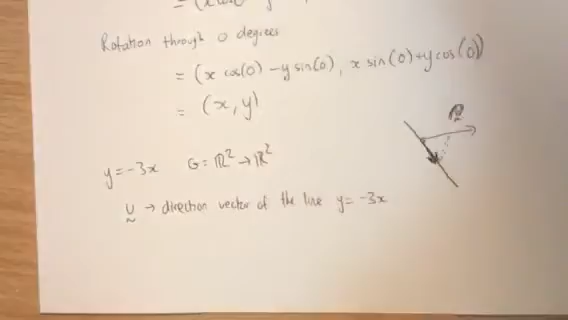 Rotation through 0 degrees
= (x cos(0) - y sin(0), x sin(0) + y cos(0))
= (x, y)
y = -3x G: ℝ² → ℝ²
u → direction vector of the line y = -3x